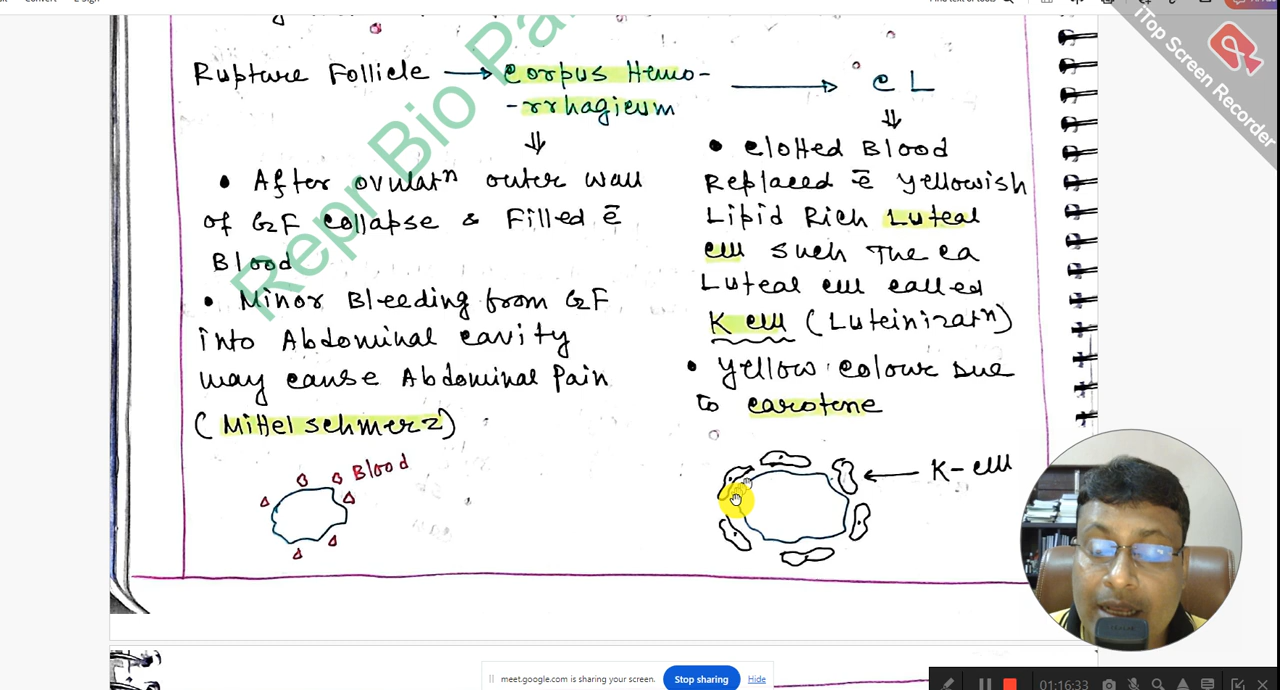 Rupture Follicle → Corpus Hemo-
-rrhagicum
→ CL
• After ovulatⁿ outer wall
of G2F collapse & Filled c̄
Blood
• Minor Bleeding from G2F
into Abdominal cavity
may cause Abdominal Pain
(Mittelschmerz)
Blood
• Clotted Blood
Replaced c̄ Yellowish
Lipid Rich Luteal
cell such The ca
Luteal cell called
K cell (Luteinizatⁿ)
• Yellow colour Due
to carotene
K-cell
Repr Bio Pa
iTop Screen Recorder
meet.google.com is sharing your screen.
Stop sharing
Hide
01:16:33